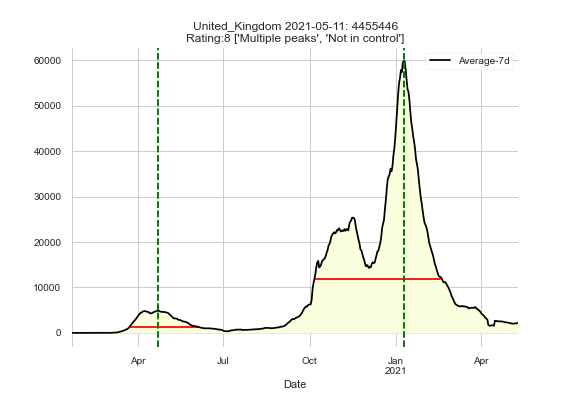 United_Kingdom 2021-05-11: 4455446
Rating:8 ['Multiple peaks', 'Not in control']
Average-7d
60000
50000
40000
30000
20000
10000
0
Apr
Jul
Oct
Jan
2021
Apr
Date